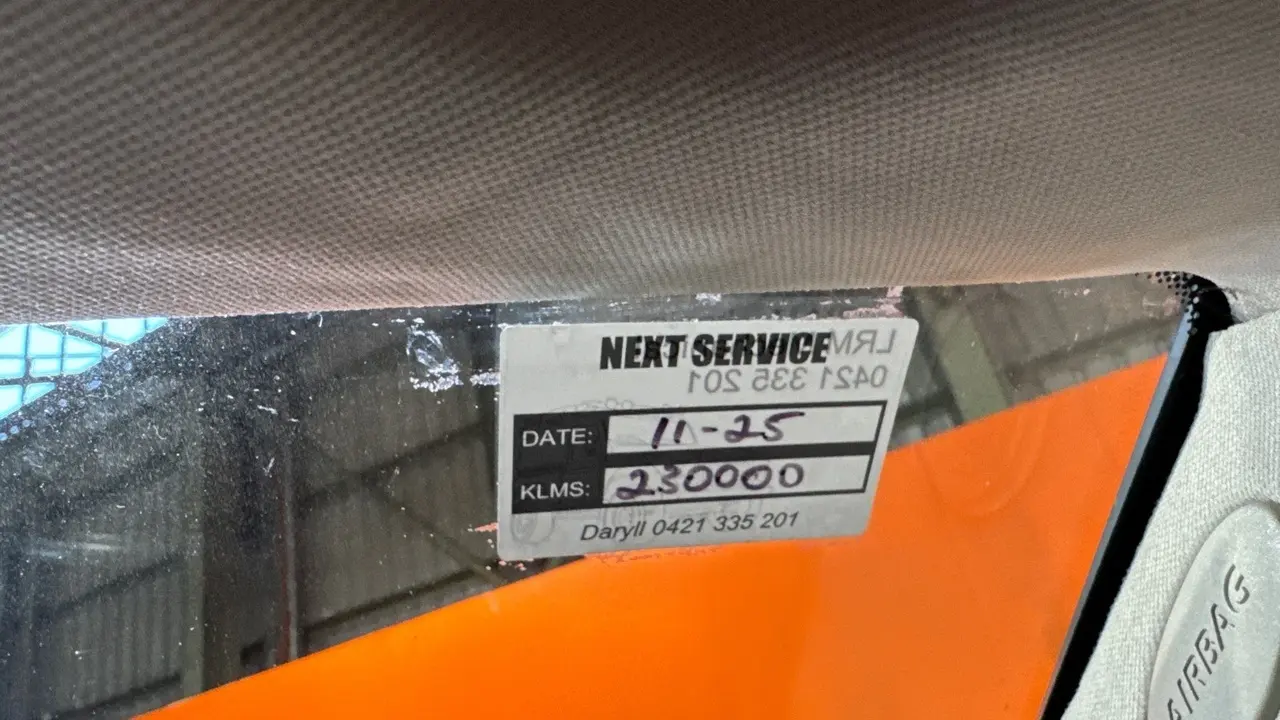 NEXT SERVICE
LRM
0421 335 201
DATE: 11-25
KLMS: 230000
Daryll 0421 335 201
AIRBAG